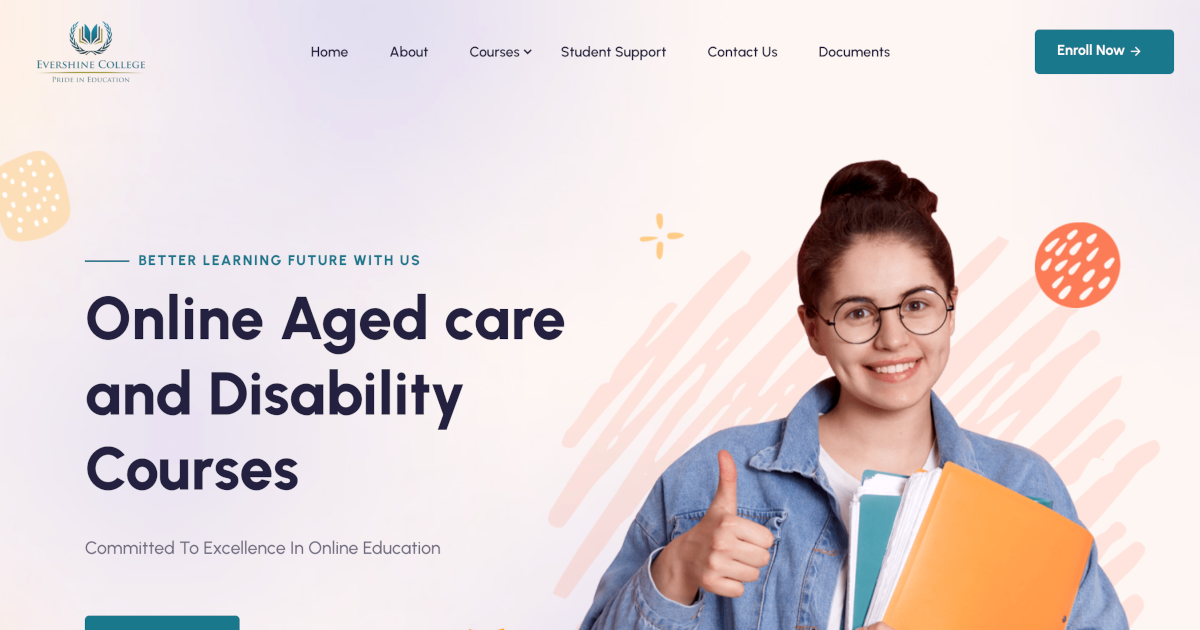 EVERSHINE COLLEGE
PRIDE IN EDUCATION
Home
About
Courses
Student Support
Contact Us
Documents
Enroll Now →
BETTER LEARNING FUTURE WITH US
Online Aged care
and Disability
Courses
Committed To Excellence In Online Education